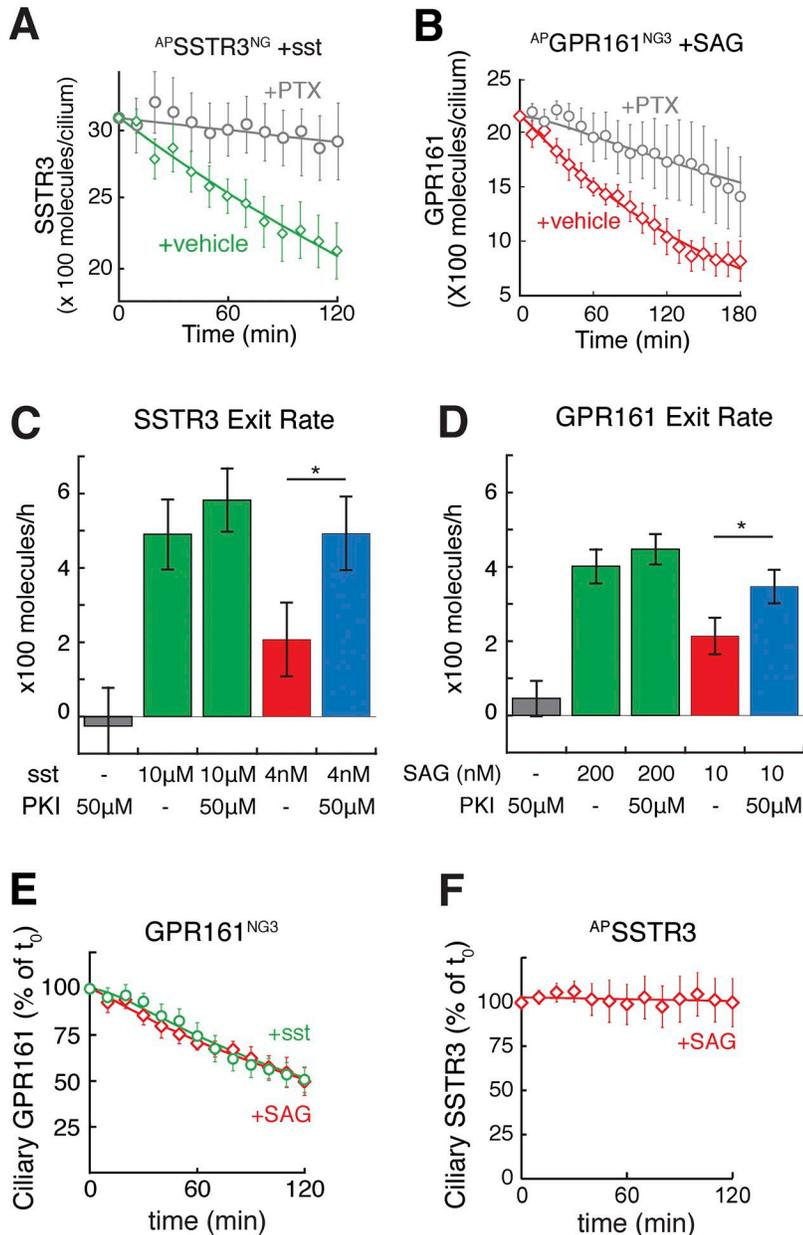 A
APSSTR3NG +sst
SSTR3
(x 100 molecules/cilium)
30
25
20
+PTX
+vehicle
0 60 120
Time (min)
B
APGPR161NG3 +SAG
GPR161
(X100 molecules/cilium)
25
20
15
10
5
+PTX
+vehicle
0 60 120 180
Time (min)
C
SSTR3 Exit Rate
x100 molecules/h
6
4
2
0
*
sst - 10μM 10μM 4nM 4nM
PKI 50μM - 50μM - 50μM
D
GPR161 Exit Rate
x100 molecules/h
6
4
2
0
*
SAG (nM) - 200 200 10 10
PKI 50μM - 50μM - 50μM
E
GPR161NG3
Ciliary GPR161 (% of t0)
100
75
50
25
+sst
+SAG
0 60 120
time (min)
F
APSSTR3
Ciliary SSTR3 (% of t0)
100
75
50
25
0
+SAG
0 60 120
time (min)